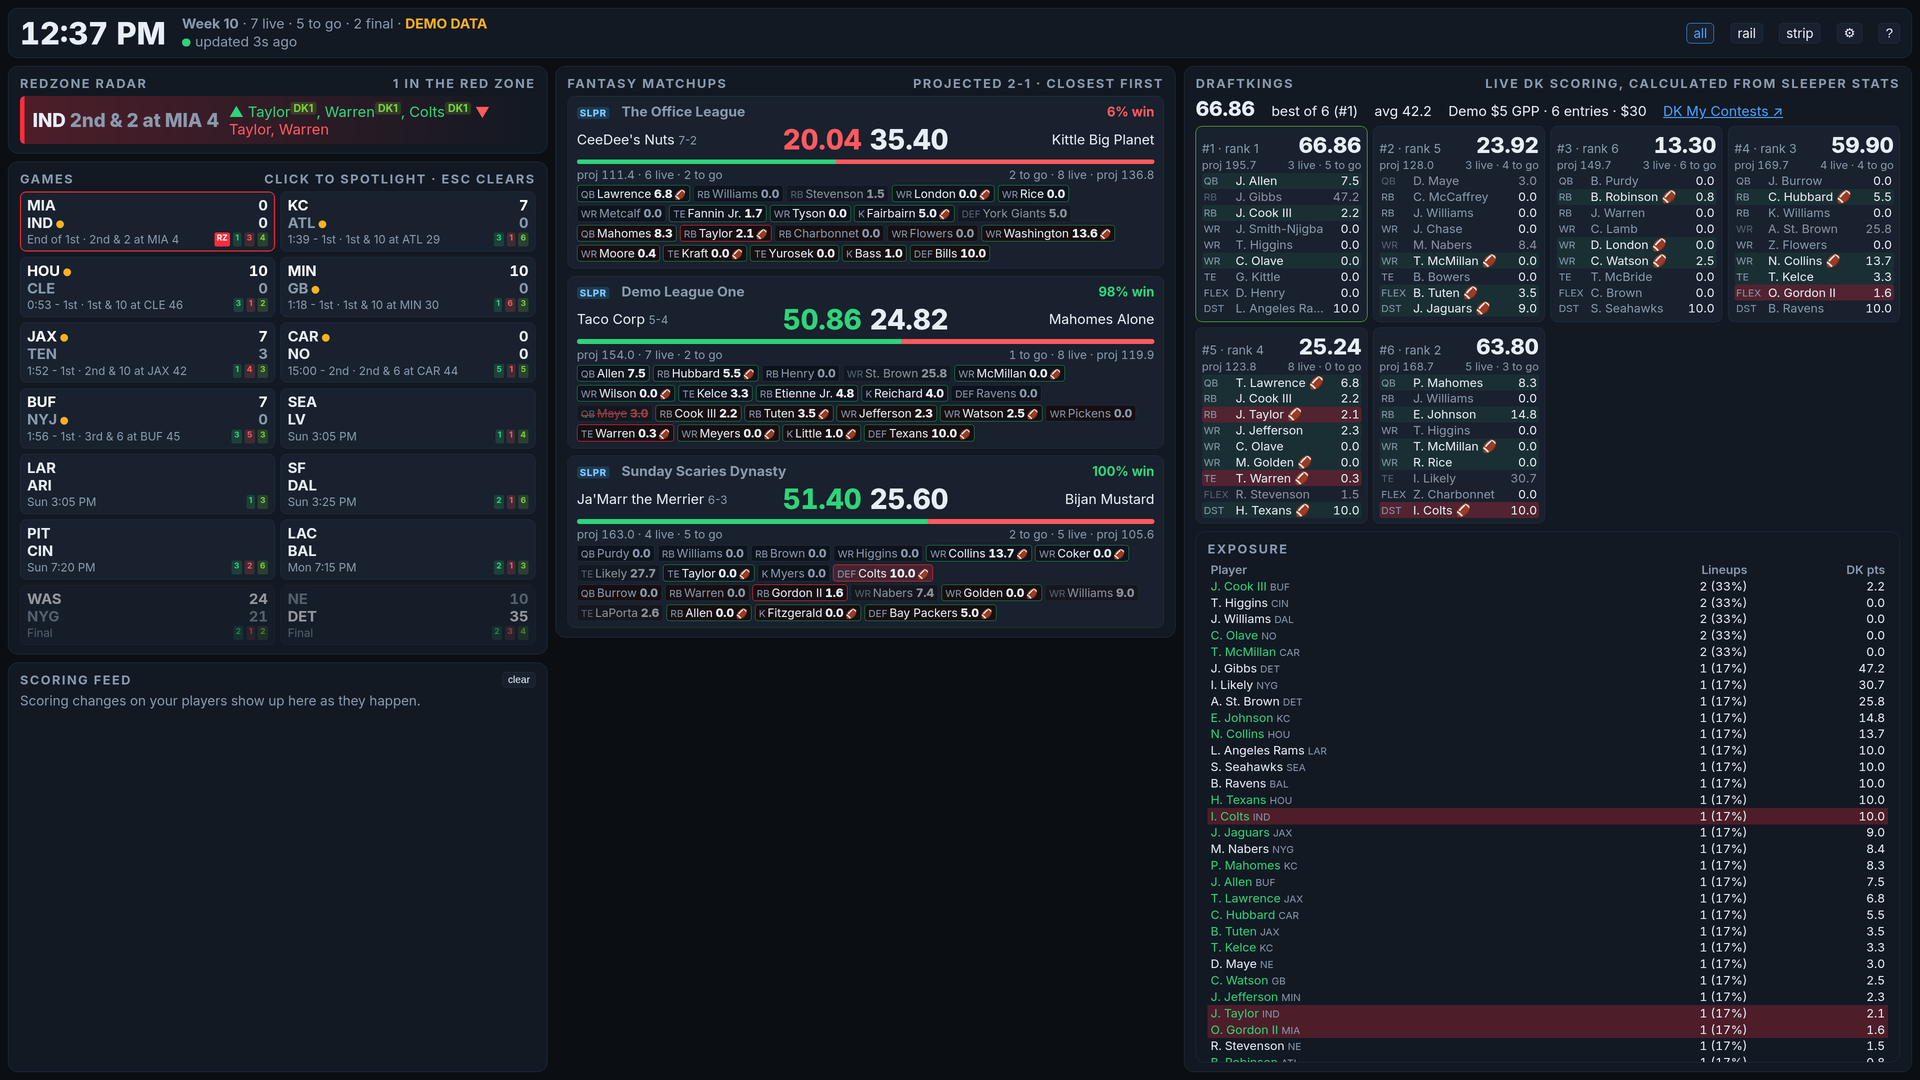 12:37 PM
Week 10 · 7 live · 5 to go · 2 final · DEMO DATA
updated 3s ago
all rail strip ⚙ ?
REDZONE RADAR 1 IN THE RED ZONE
IND 2nd & 2 at MIA 4
▲ Taylor DK1, Warren DK1, Colts DK1 ▼
Taylor, Warren
GAMES CLICK TO SPOTLIGHT · ESC CLEARS
MIA 0
IND 0
End of 1st · 2nd & 2 at MIA 4 RZ 1 3 4
KC 7
ATL 0
1:39 - 1st · 1st & 10 at ATL 29 3 1 6
HOU 10
CLE 0
0:53 - 1st · 1st & 10 at CLE 46 3 1 2
MIN 10
GB 0
1:18 - 1st · 1st & 10 at MIN 30 1 6 3
JAX 7
TEN 3
1:52 - 1st · 2nd & 10 at JAX 42 1 4 3
CAR 0
NO 0
15:00 - 2nd · 2nd & 6 at CAR 44 5 1 5
BUF 7
NYJ 0
1:56 - 1st · 3rd & 6 at BUF 45 3 5 3
SEA
LV
Sun 3:05 PM 1 1 4
LAR
ARI
Sun 3:05 PM 1 3
SF
DAL
Sun 3:25 PM 2 1 6
PIT
CIN
Sun 7:20 PM 3 2 6
LAC
BAL
Mon 7:15 PM 2 1 3
WAS 24
NYG 21
Final 2 1 2
NE 10
DET 35
Final 2 3 4
SCORING FEED clear
Scoring changes on your players show up here as they happen.
FANTASY MATCHUPS PROJECTED 2-1 · CLOSEST FIRST
SLPR The Office League 6% win
CeeDee's Nuts 7-2 20.04 35.40 Kittle Big Planet
proj 111.4 · 6 live · 2 to go 2 to go · 8 live · proj 136.8
QB Lawrence 6.8 RB Williams 0.0 RB Stevenson 1.5 WR London 0.0 WR Rice 0.0
WR Metcalf 0.0 TE Fannin Jr. 1.7 WR Tyson 0.0 K Fairbairn 5.0 DEF York Giants 5.0
QB Mahomes 8.3 RB Taylor 2.1 RB Charbonnet 0.0 WR Flowers 0.0 WR Washington 13.6
WR Moore 0.4 TE Kraft 0.0 TE Yurosek 0.0 K Bass 1.0 DEF Bills 10.0
SLPR Demo League One 98% win
Taco Corp 5-4 50.86 24.82 Mahomes Alone
proj 154.0 · 7 live · 2 to go 1 to go · 8 live · proj 119.9
QB Allen 7.5 RB Hubbard 5.5 RB Henry 0.0 WR St. Brown 25.8 WR McMillan 0.0
WR Wilson 0.0 TE Kelce 3.3 RB Etienne Jr. 4.8 K Reichard 4.0 DEF Ravens 0.0
QB Maye 3.0 RB Cook III 2.2 RB Tuten 3.5 WR Jefferson 2.3 WR Watson 2.5 WR Pickens 0.0
TE Warren 0.3 WR Meyers 0.0 K Little 1.0 DEF Texans 10.0
SLPR Sunday Scaries Dynasty 100% win
Ja'Marr the Merrier 6-3 51.40 25.60 Bijan Mustard
proj 163.0 · 4 live · 5 to go 2 to go · 5 live · proj 105.6
QB Purdy 0.0 RB Williams 0.0 RB Brown 0.0 WR Higgins 0.0 WR Collins 13.7 WR Coker 0.0
TE Likely 27.7 TE Taylor 0.0 K Myers 0.0 DEF Colts 10.0
QB Burrow 0.0 RB Warren 0.0 RB Gordon II 1.6 WR Nabers 7.4 WR Golden 0.0 WR Williams 9.0
TE LaPorta 2.6 RB Allen 0.0 K Fitzgerald 0.0 DEF Bay Packers 5.0
DRAFTKINGS LIVE DK SCORING, CALCULATED FROM SLEEPER STATS
66.86 best of 6 (#1) avg 42.2 Demo $5 GPP · 6 entries · $30 DK My Contests ↗
#1 · rank 1 66.86
proj 195.7 3 live · 5 to go
QB J. Allen 7.5
RB J. Gibbs 47.2
RB J. Cook III 2.2
WR J. Smith-Njigba 0.0
WR T. Higgins 0.0
WR C. Olave 0.0
TE G. Kittle 0.0
FLEX D. Henry 0.0
DST L. Angeles Ra... 10.0
#2 · rank 5 23.92
proj 128.0 3 live · 4 to go
QB D. Maye 3.0
RB C. McCaffrey 0.0
RB J. Williams 0.0
WR J. Chase 0.0
WR M. Nabers 8.4
WR T. McMillan 0.0
TE B. Bowers 0.0
FLEX B. Tuten 3.5
DST J. Jaguars 9.0
#3 · rank 6 13.30
proj 149.7 3 live · 6 to go
QB B. Purdy 0.0
RB B. Robinson 0.8
RB J. Warren 0.0
WR C. Lamb 0.0
WR D. London 0.0
WR C. Watson 2.5
TE T. McBride 0.0
FLEX C. Brown 0.0
DST S. Seahawks 10.0
#4 · rank 3 59.90
proj 169.7 4 live · 4 to go
QB J. Burrow 0.0
RB C. Hubbard 5.5
RB K. Williams 0.0
WR A. St. Brown 25.8
WR Z. Flowers 0.0
WR N. Collins 13.7
TE T. Kelce 3.3
FLEX O. Gordon II 1.6
DST B. Ravens 10.0
#5 · rank 4 25.24
proj 123.8 8 live · 0 to go
QB T. Lawrence 6.8
RB J. Cook III 2.2
RB J. Taylor 2.1
WR J. Jefferson 2.3
WR C. Olave 0.0
WR M. Golden 0.0
TE T. Warren 0.3
FLEX R. Stevenson 1.5
DST H. Texans 10.0
#6 · rank 2 63.80
proj 168.7 5 live · 3 to go
QB P. Mahomes 8.3
RB J. Williams 0.0
RB E. Johnson 14.8
WR T. Higgins 0.0
WR T. McMillan 0.0
WR R. Rice 0.0
TE I. Likely 30.7
FLEX Z. Charbonnet 0.0
DST I. Colts 10.0
EXPOSURE
Player Lineups DK pts
J. Cook III BUF 2 (33%) 2.2
T. Higgins CIN 2 (33%) 0.0
J. Williams DAL 2 (33%) 0.0
C. Olave NO 2 (33%) 0.0
T. McMillan CAR 2 (33%) 0.0
J. Gibbs DET 1 (17%) 47.2
I. Likely NYG 1 (17%) 30.7
A. St. Brown DET 1 (17%) 25.8
E. Johnson KC 1 (17%) 14.8
N. Collins HOU 1 (17%) 13.7
L. Angeles Rams LAR 1 (17%) 10.0
S. Seahawks SEA 1 (17%) 10.0
B. Ravens BAL 1 (17%) 10.0
H. Texans HOU 1 (17%) 10.0
I. Colts IND 1 (17%) 10.0
J. Jaguars JAX 1 (17%) 9.0
M. Nabers NYG 1 (17%) 8.4
P. Mahomes KC 1 (17%) 8.3
J. Allen BUF 1 (17%) 7.5
T. Lawrence JAX 1 (17%) 6.8
C. Hubbard CAR 1 (17%) 5.5
B. Tuten JAX 1 (17%) 3.5
T. Kelce KC 1 (17%) 3.3
D. Maye NE 1 (17%) 3.0
C. Watson GB 1 (17%) 2.5
J. Jefferson MIN 1 (17%) 2.3
J. Taylor IND 1 (17%) 2.1
O. Gordon II MIA 1 (17%) 1.6
R. Stevenson NE 1 (17%) 1.5
B. Robinson ATL 1 (17%) 0.8